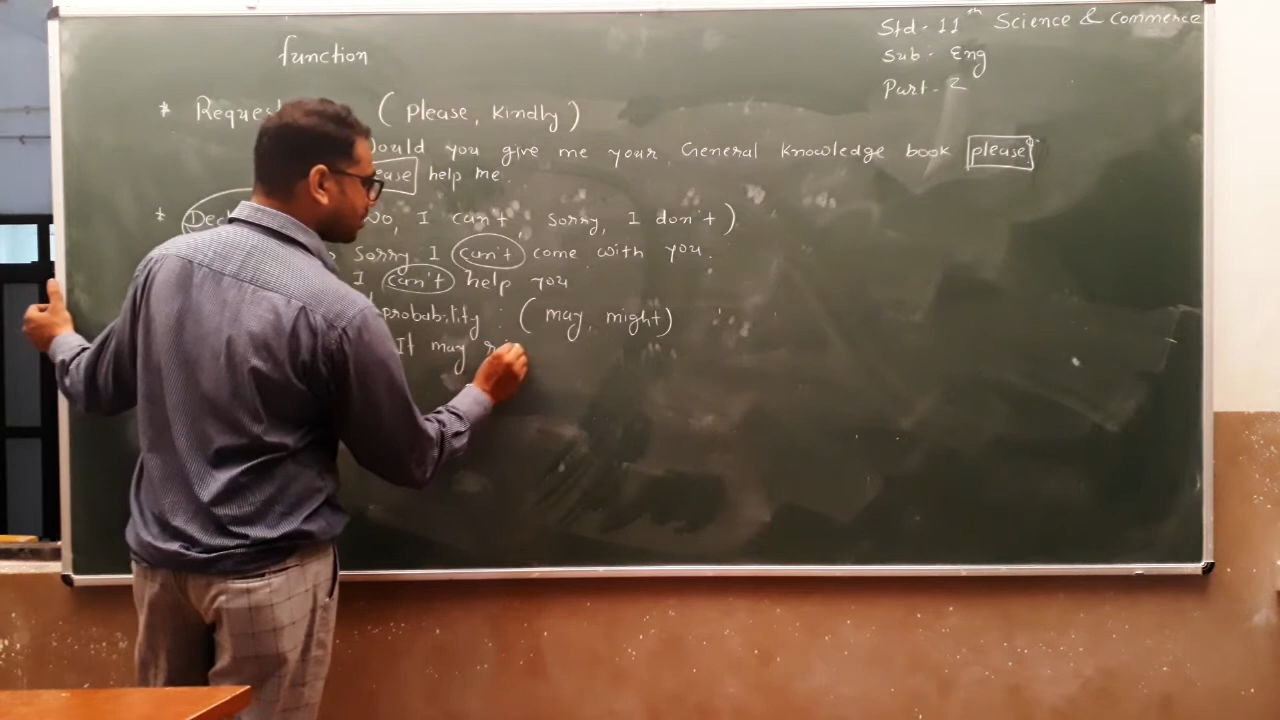 Std - 11th Science & Commerce
Sub : Eng
Part - 2
function
* Request (Please, Kindly)
ould you give me your General Knowledge book please
ease help me.
* Dec No, I can't, Sorry, I don't)
Sorry I can't come with you.
I can't help you
probability : ( may, might)
It may